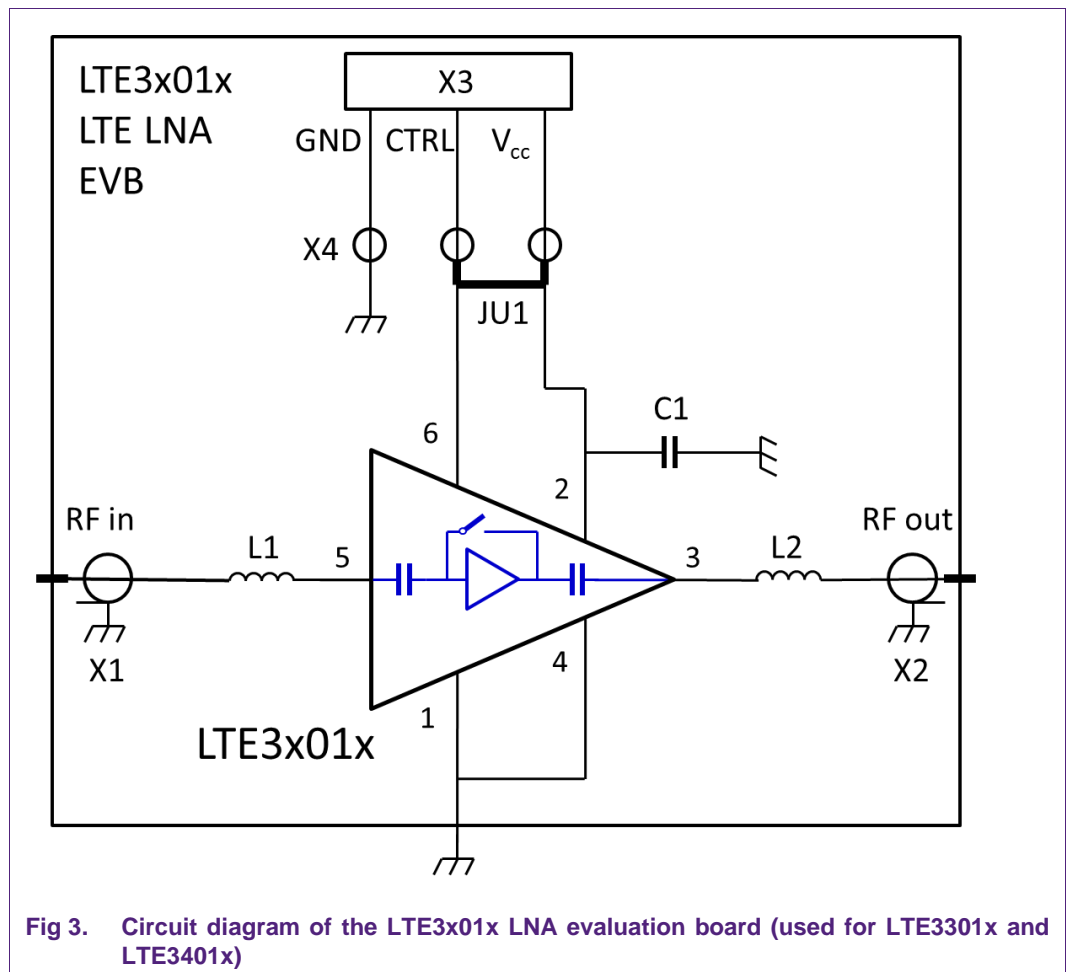 LTE3x01x
LTE LNA
EVB
X3
GND CTRL Vcc
X4
JU1
C1
6
2
RF in
RF out
L1
5
3
L2
X1
4
X2
1
LTE3x01x
Fig 3. Circuit diagram of the LTE3x01x LNA evaluation board (used for LTE3301x and
LTE3401x)